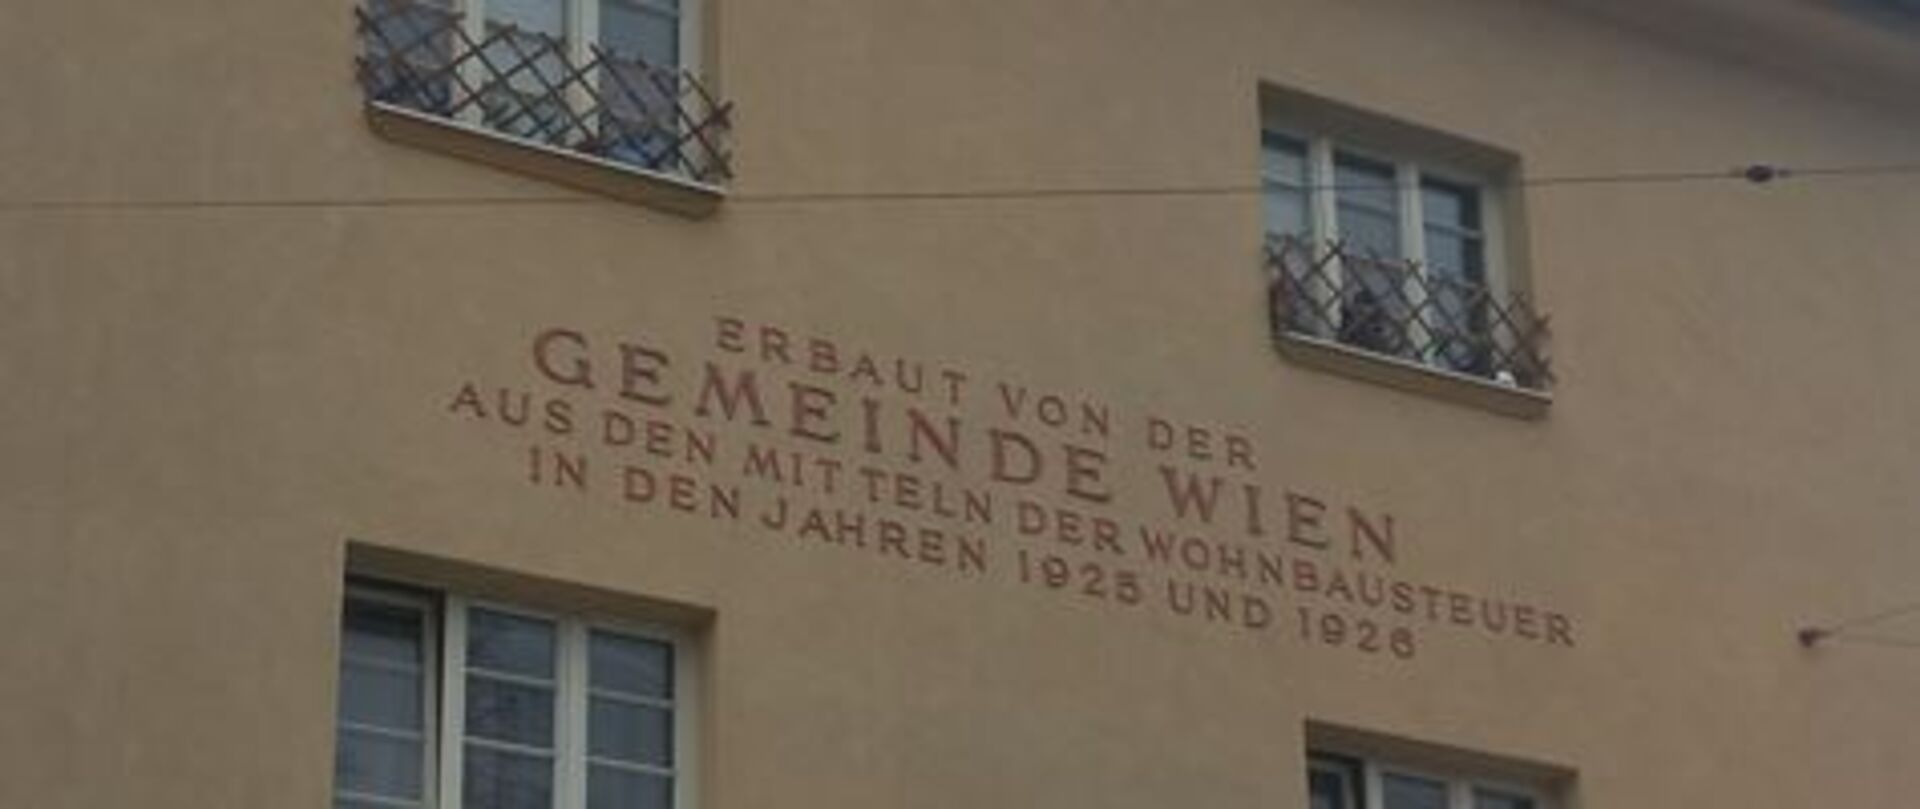 ERBAUT VON DER
GEMEINDE WIEN
AUS DEN MITTELN DER WOHNBAUSTEUER
IN DEN JAHREN 1925 UND 1926